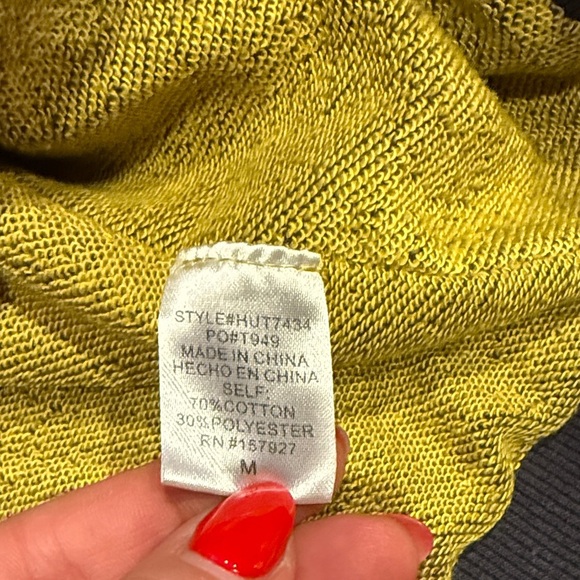 STYLE#HUT7434
PO#T949
MADE IN CHINA
HECHO EN CHINA
SELF:
70%COTTON
30%POLYESTER
RN #157927
M